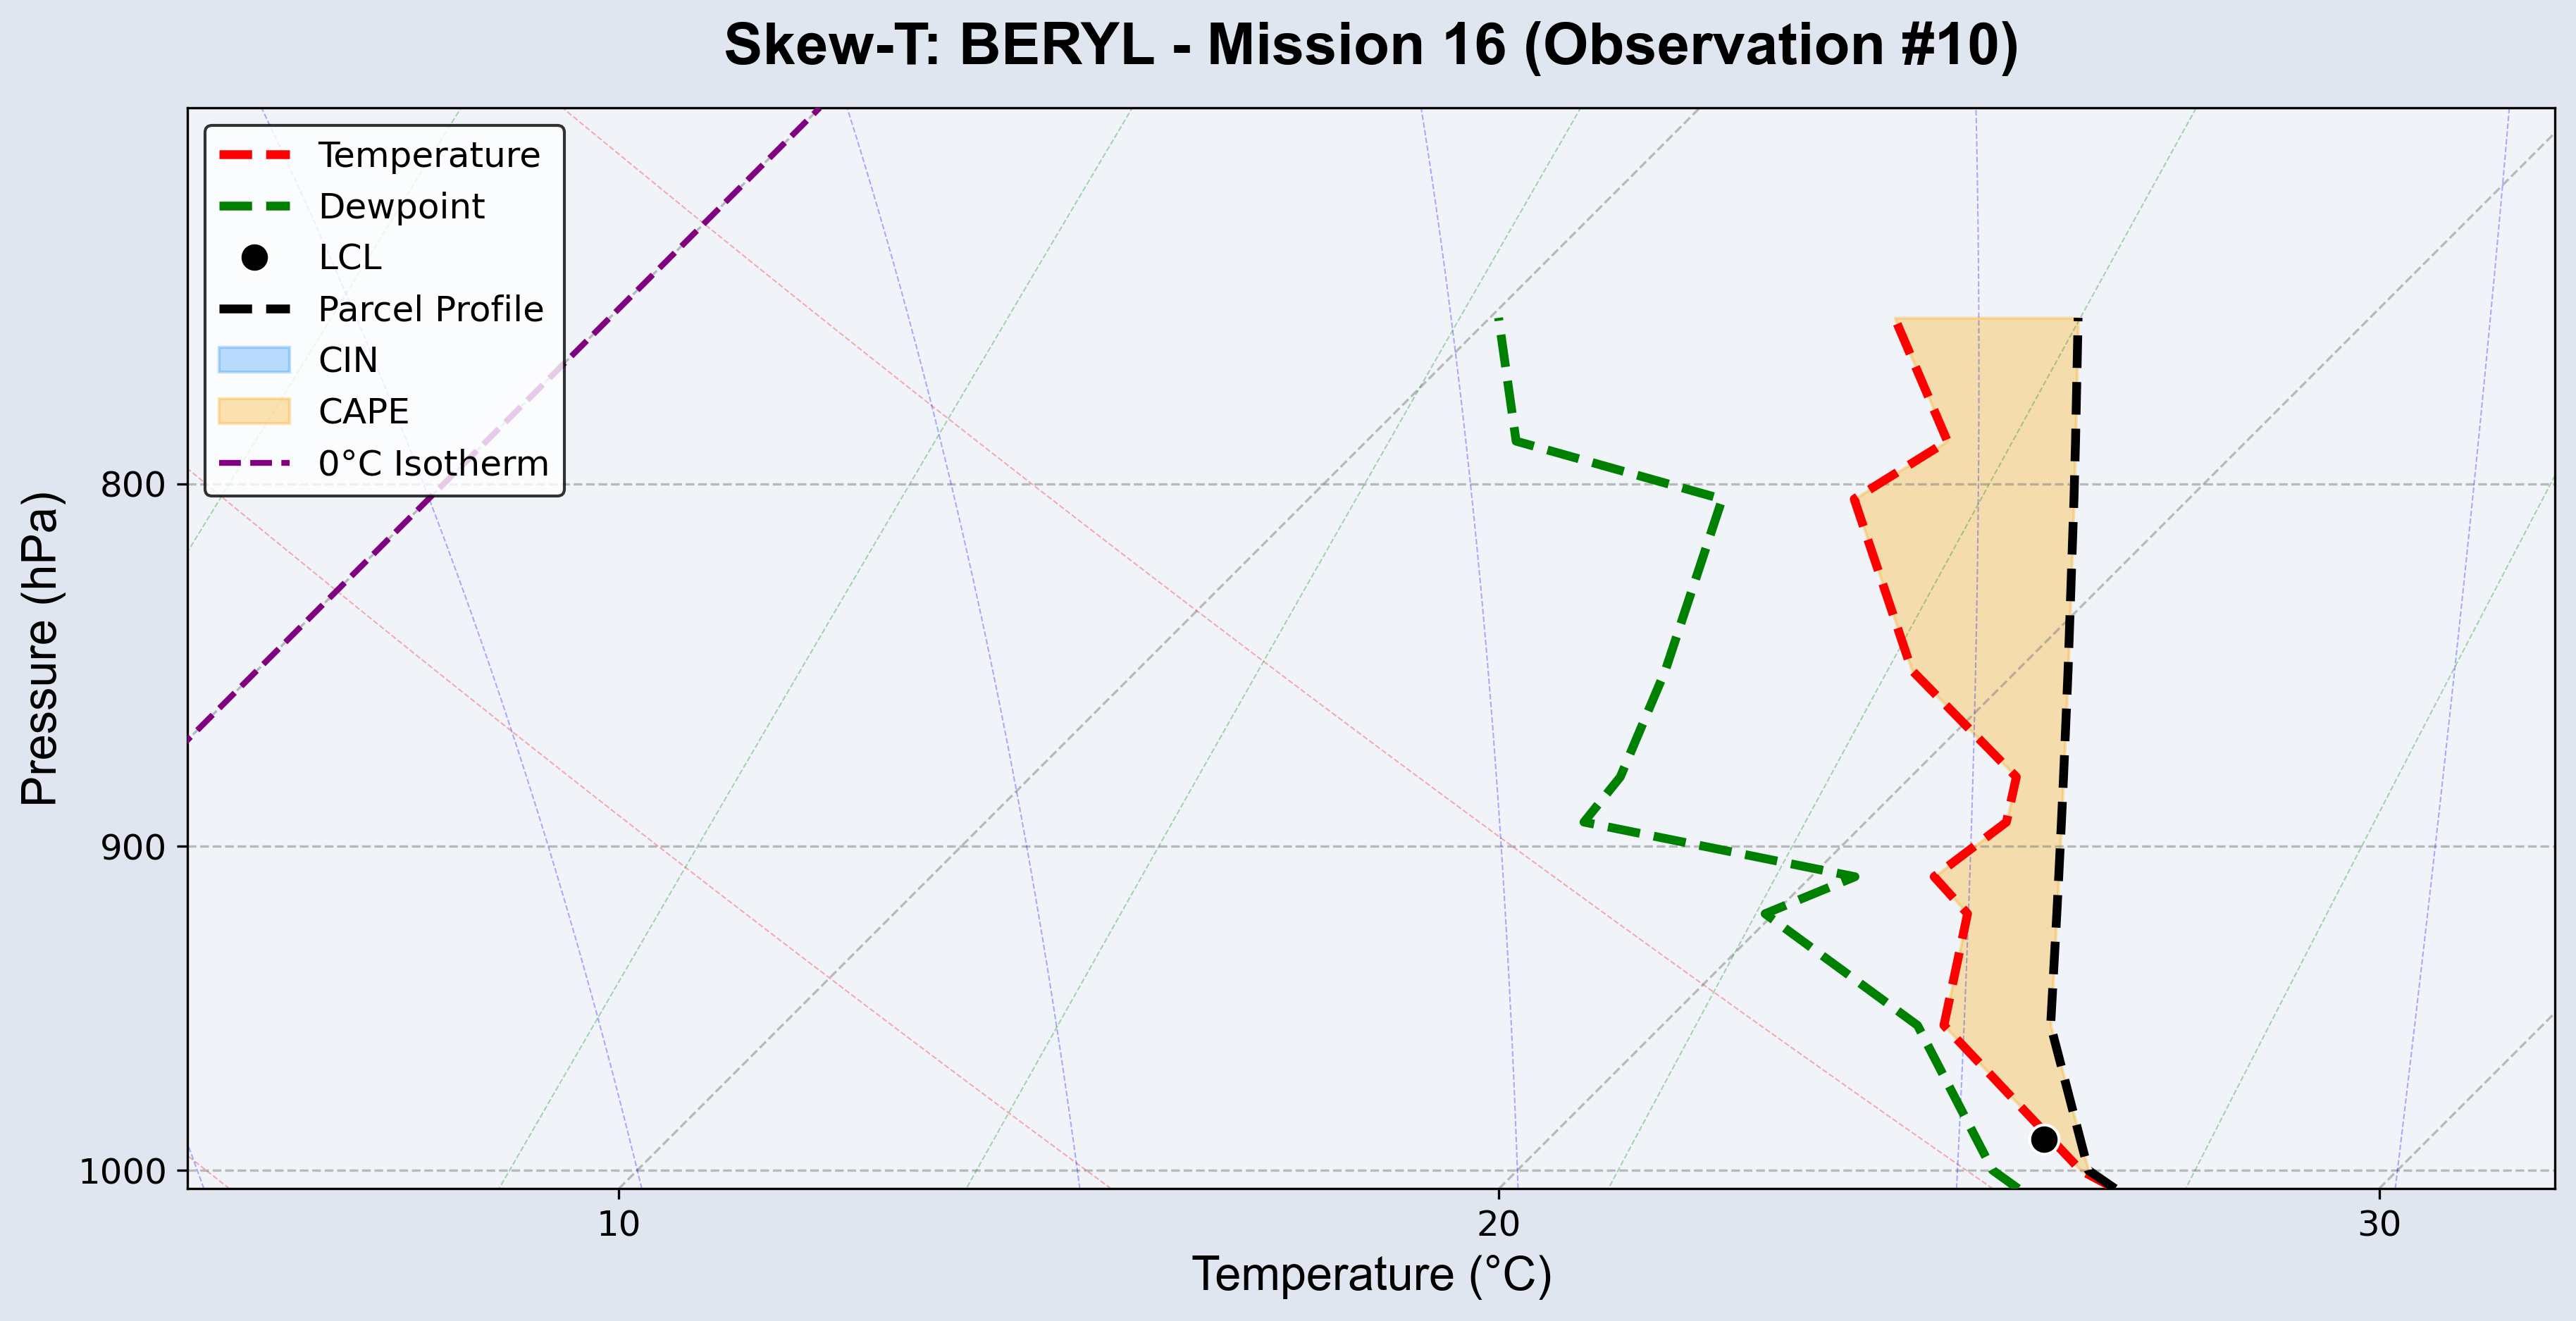 Skew-T: BERYL - Mission 16 (Observation #10)
Temperature
Dewpoint
LCL
Parcel Profile
CIN
CAPE
0°C Isotherm
Pressure (hPa)
800
900
1000
10 20 30
Temperature (°C)